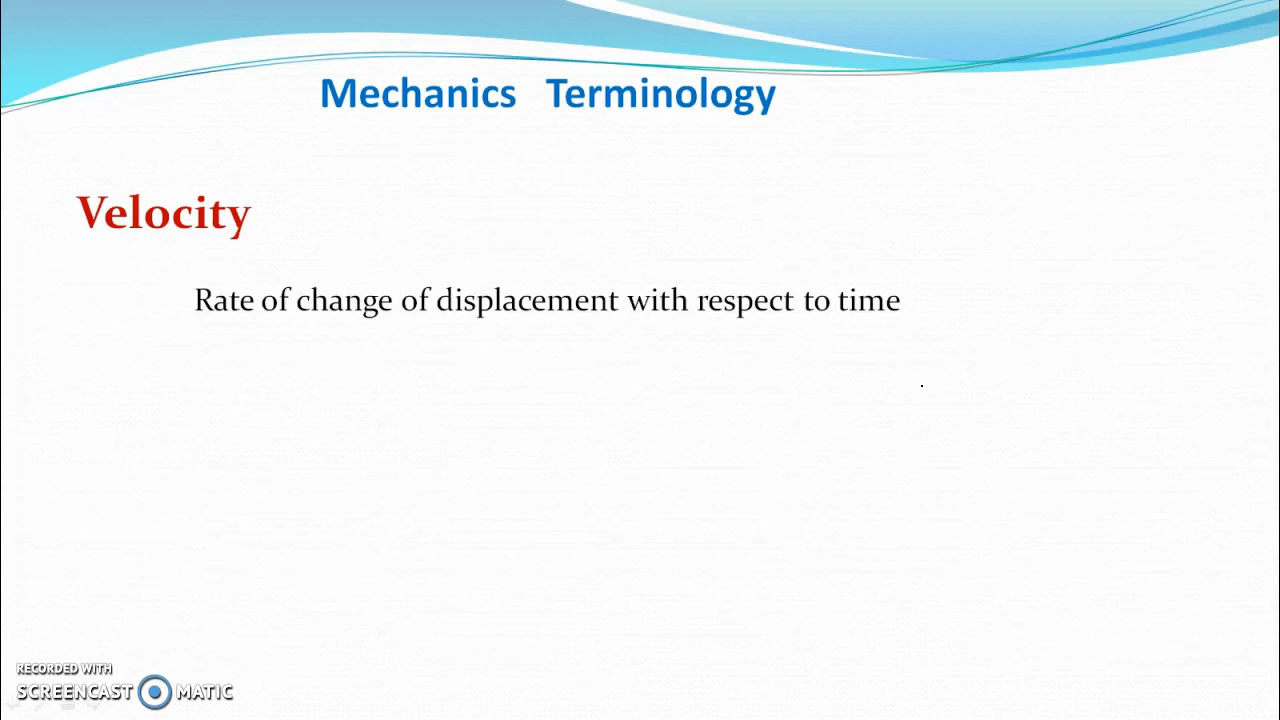 Mechanics Terminology
Velocity
Rate of change of displacement with respect to time
RECORDED WITH
SCREENCAST MATIC